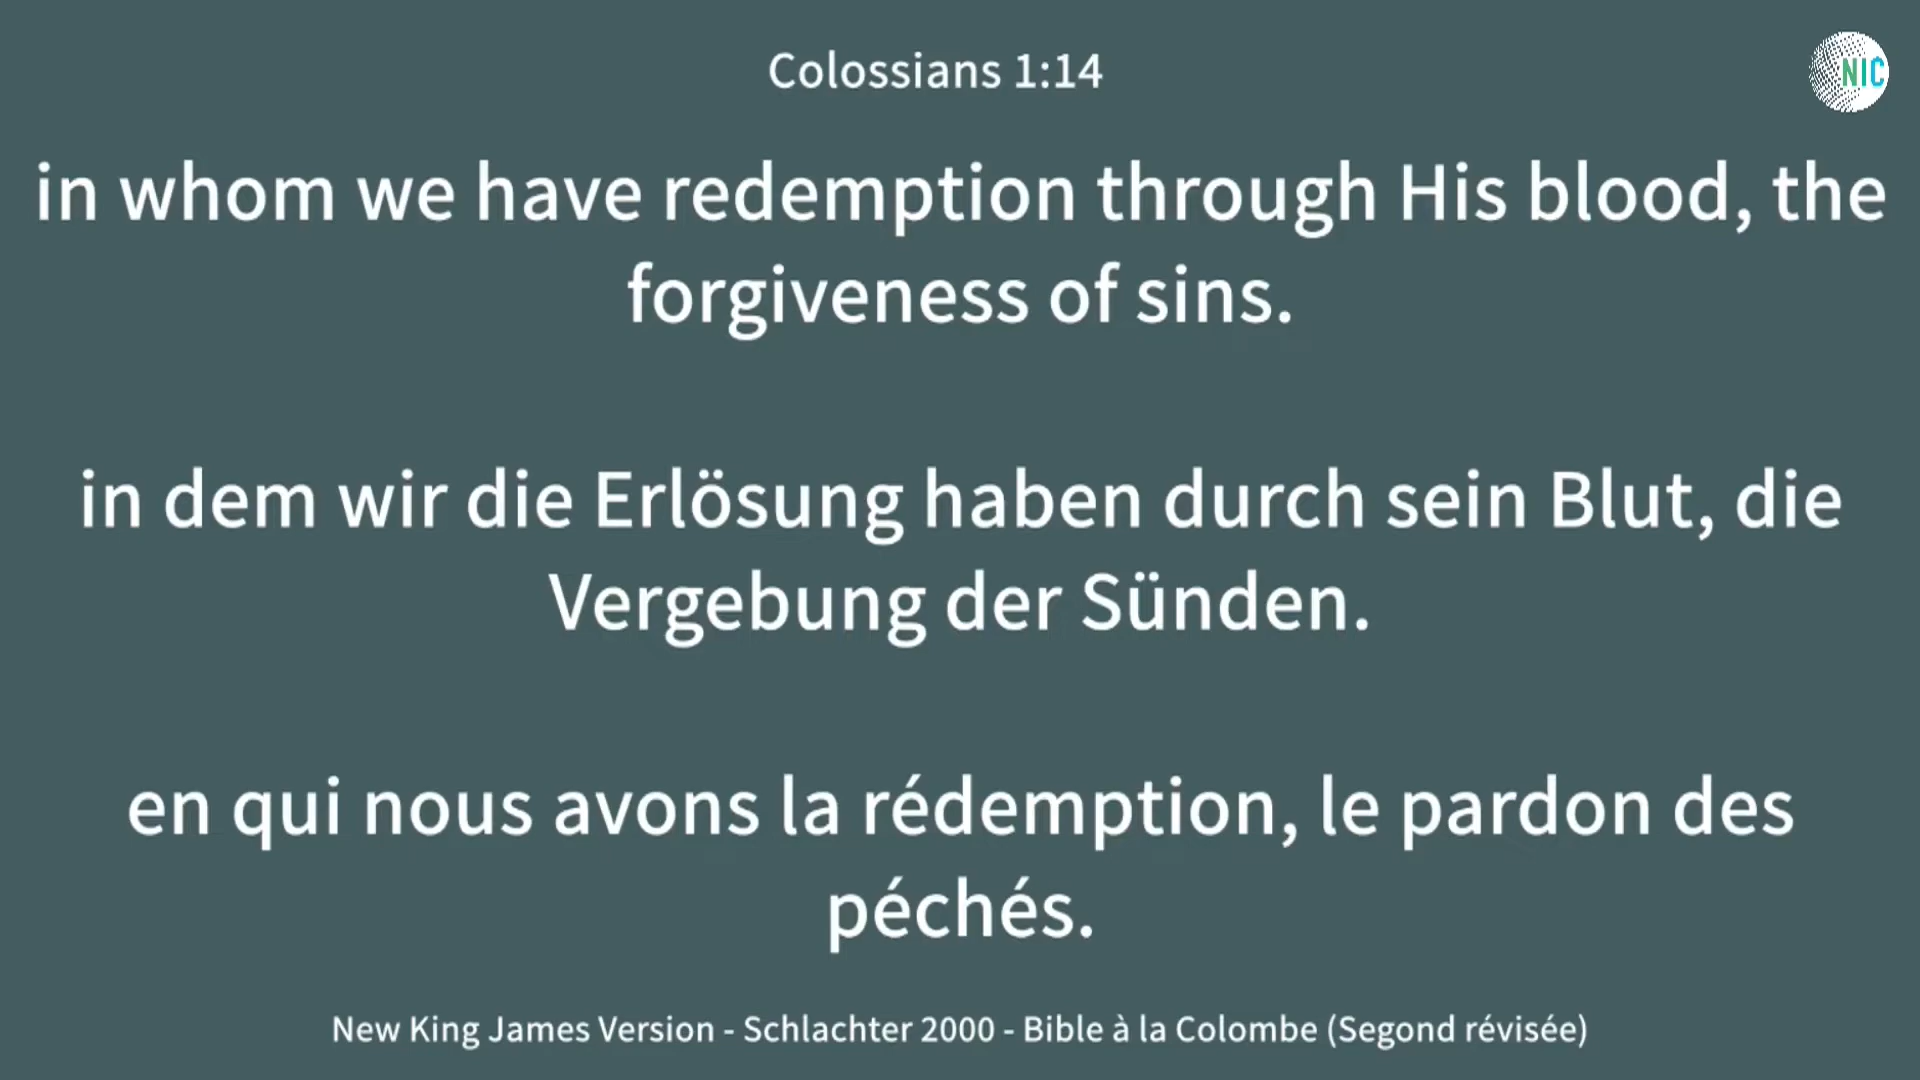 Colossians 1:14
NIC
in whom we have redemption through His blood, the
forgiveness of sins.
in dem wir die Erlösung haben durch sein Blut, die
Vergebung der Sünden.
en qui nous avons la rédemption, le pardon des
péchés.
New King James Version - Schlachter 2000 - Bible à la Colombe (Segond révisée)